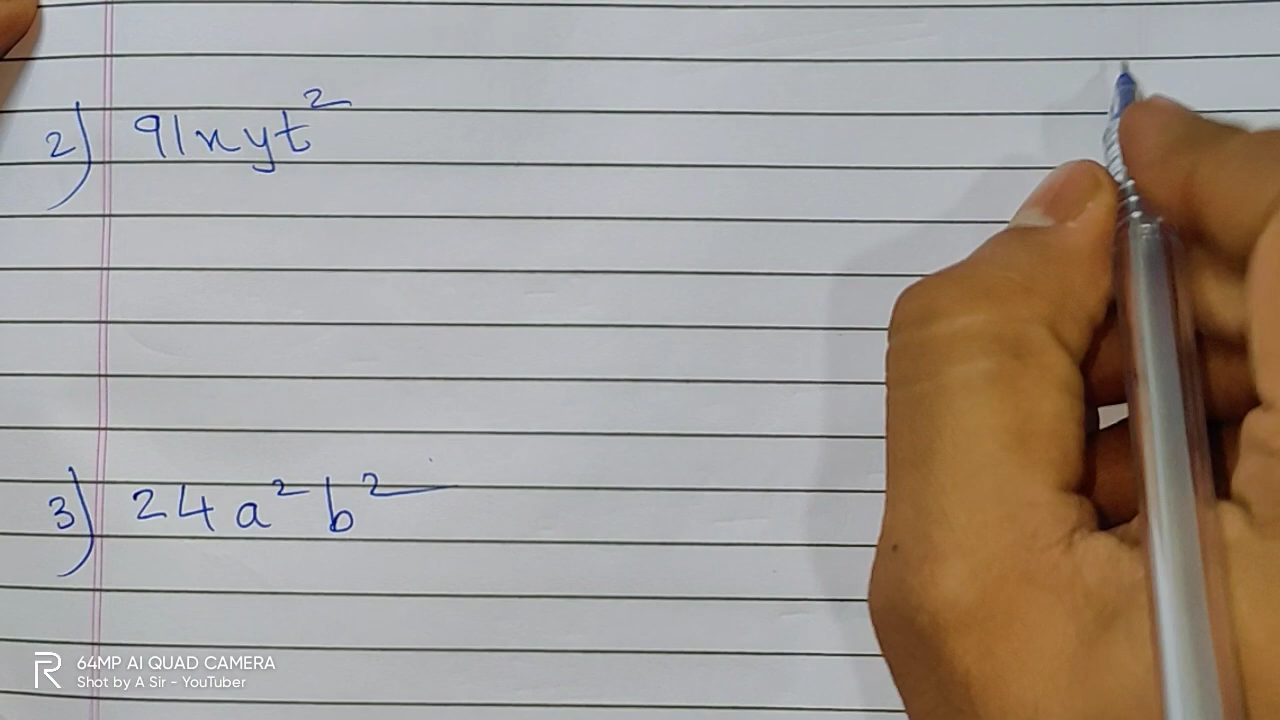 2) 91xyt²
3) 24a²b²
64MP AI QUAD CAMERA
Shot by A Sir - YouTuber